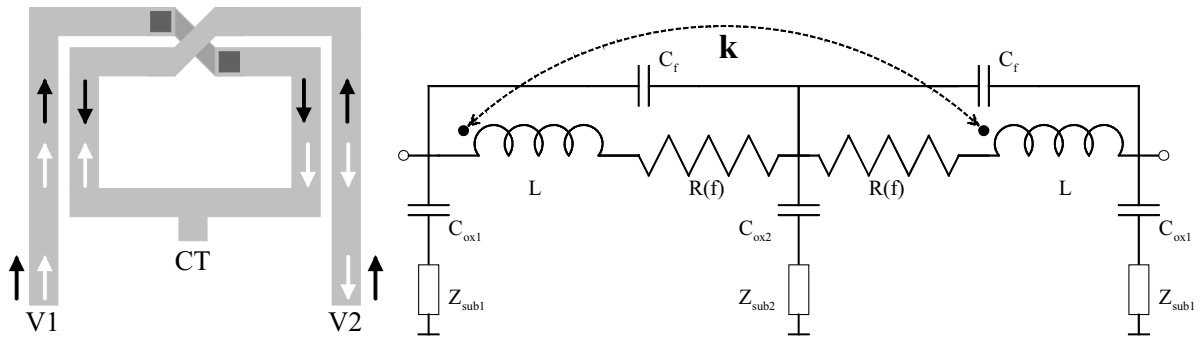 k
C_f
C_f
L
R(f)
R(f)
L
C_ox1
C_ox2
C_ox1
Z_sub1
Z_sub2
Z_sub1
CT
V1
V2